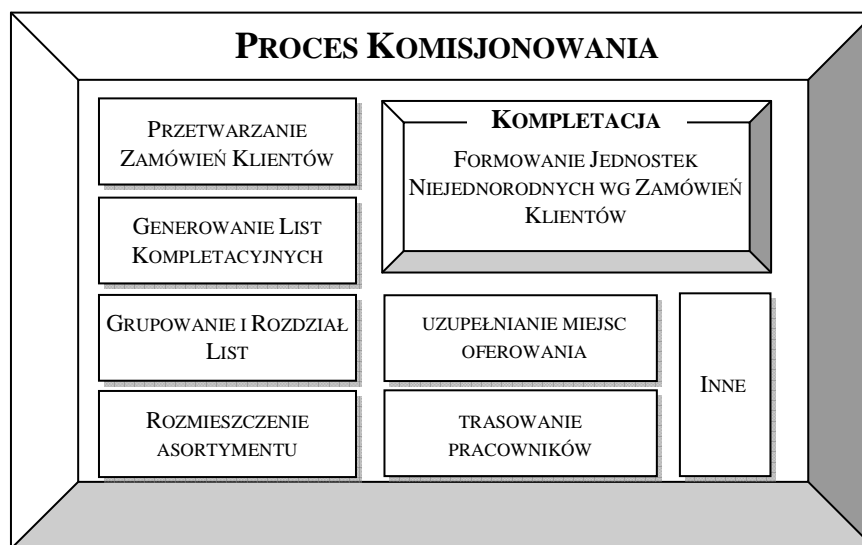 PROCES KOMISJONOWANIA
PRZETWARZANIE
ZAMÓWIEŃ KLIENTÓW
GENEROWANIE LIST
KOMPLETACYJNYCH
GRUPOWANIE I ROZDZIAŁ
LIST
ROZMIESZCZENIE
ASORTYMENTU
KOMPLETACJA
FORMOWANIE JEDNOSTEK
NIEJEDNORODNYCH WG ZAMÓWIEŃ
KLIENTÓW
UZUPEŁNIANIE MIEJSC
OFEROWANIA
TRASOWANIE
PRACOWNIKÓW
INNE